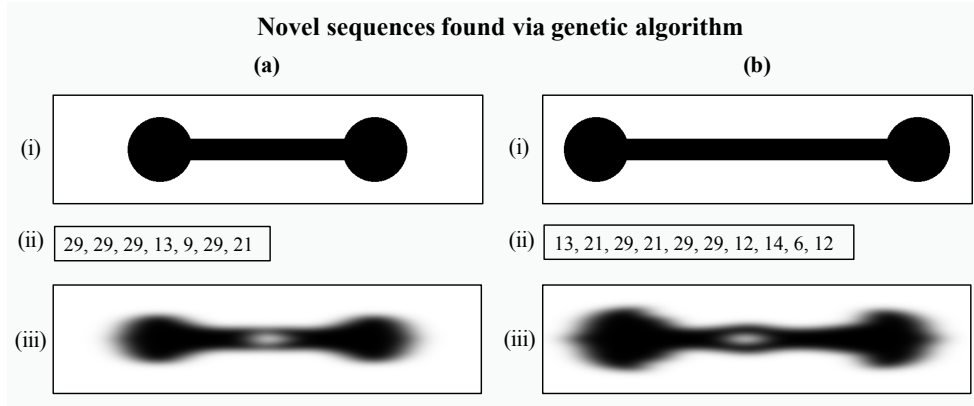 Novel sequences found via genetic algorithm
(a) (b)
(i) (i)
(ii) 29, 29, 29, 13, 9, 29, 21 (ii) 13, 21, 29, 21, 29, 29, 12, 14, 6, 12
(iii) (iii)